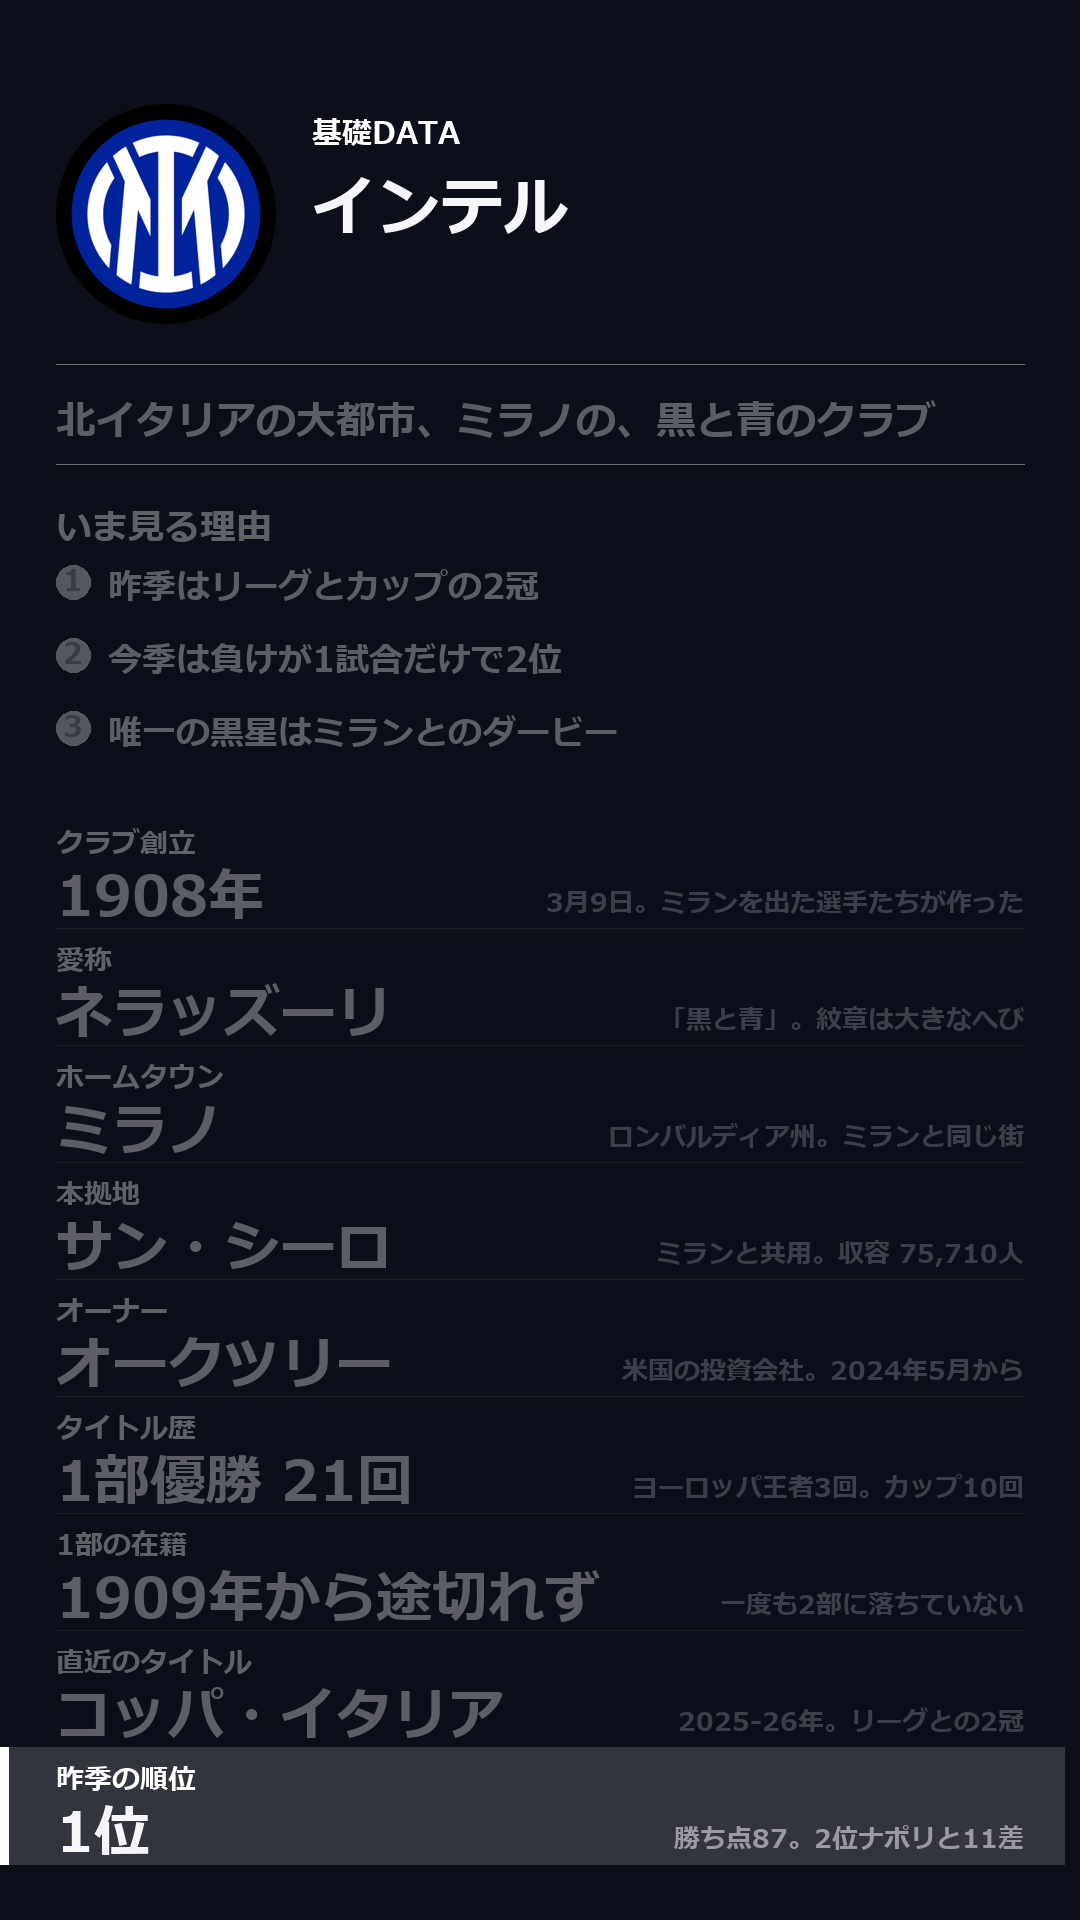 基礎DATA
インテル
北イタリアの大都市、ミラノの、黒と青のクラブ
いま見る理由
1 昨季はリーグとカップの2冠
2 今季は負けが1試合だけで2位
3 唯一の黒星はミランとのダービー
クラブ創立
1908年 3月9日。ミランを出た選手たちが作った
愛称
ネラッズーリ 「黒と青」。紋章は大きなへび
ホームタウン
ミラノ ロンバルディア州。ミランと同じ街
本拠地
サン・シーロ ミランと共用。収容 75,710人
オーナー
オークツリー 米国の投資会社。2024年5月から
タイトル歴
1部優勝 21回 ヨーロッパ王者3回。カップ10回
1部の在籍
1909年から途切れず 一度も2部に落ちていない
直近のタイトル
コッパ・イタリア 2025-26年。リーグとの2冠
昨季の順位
1位 勝ち点87。2位ナポリと11差